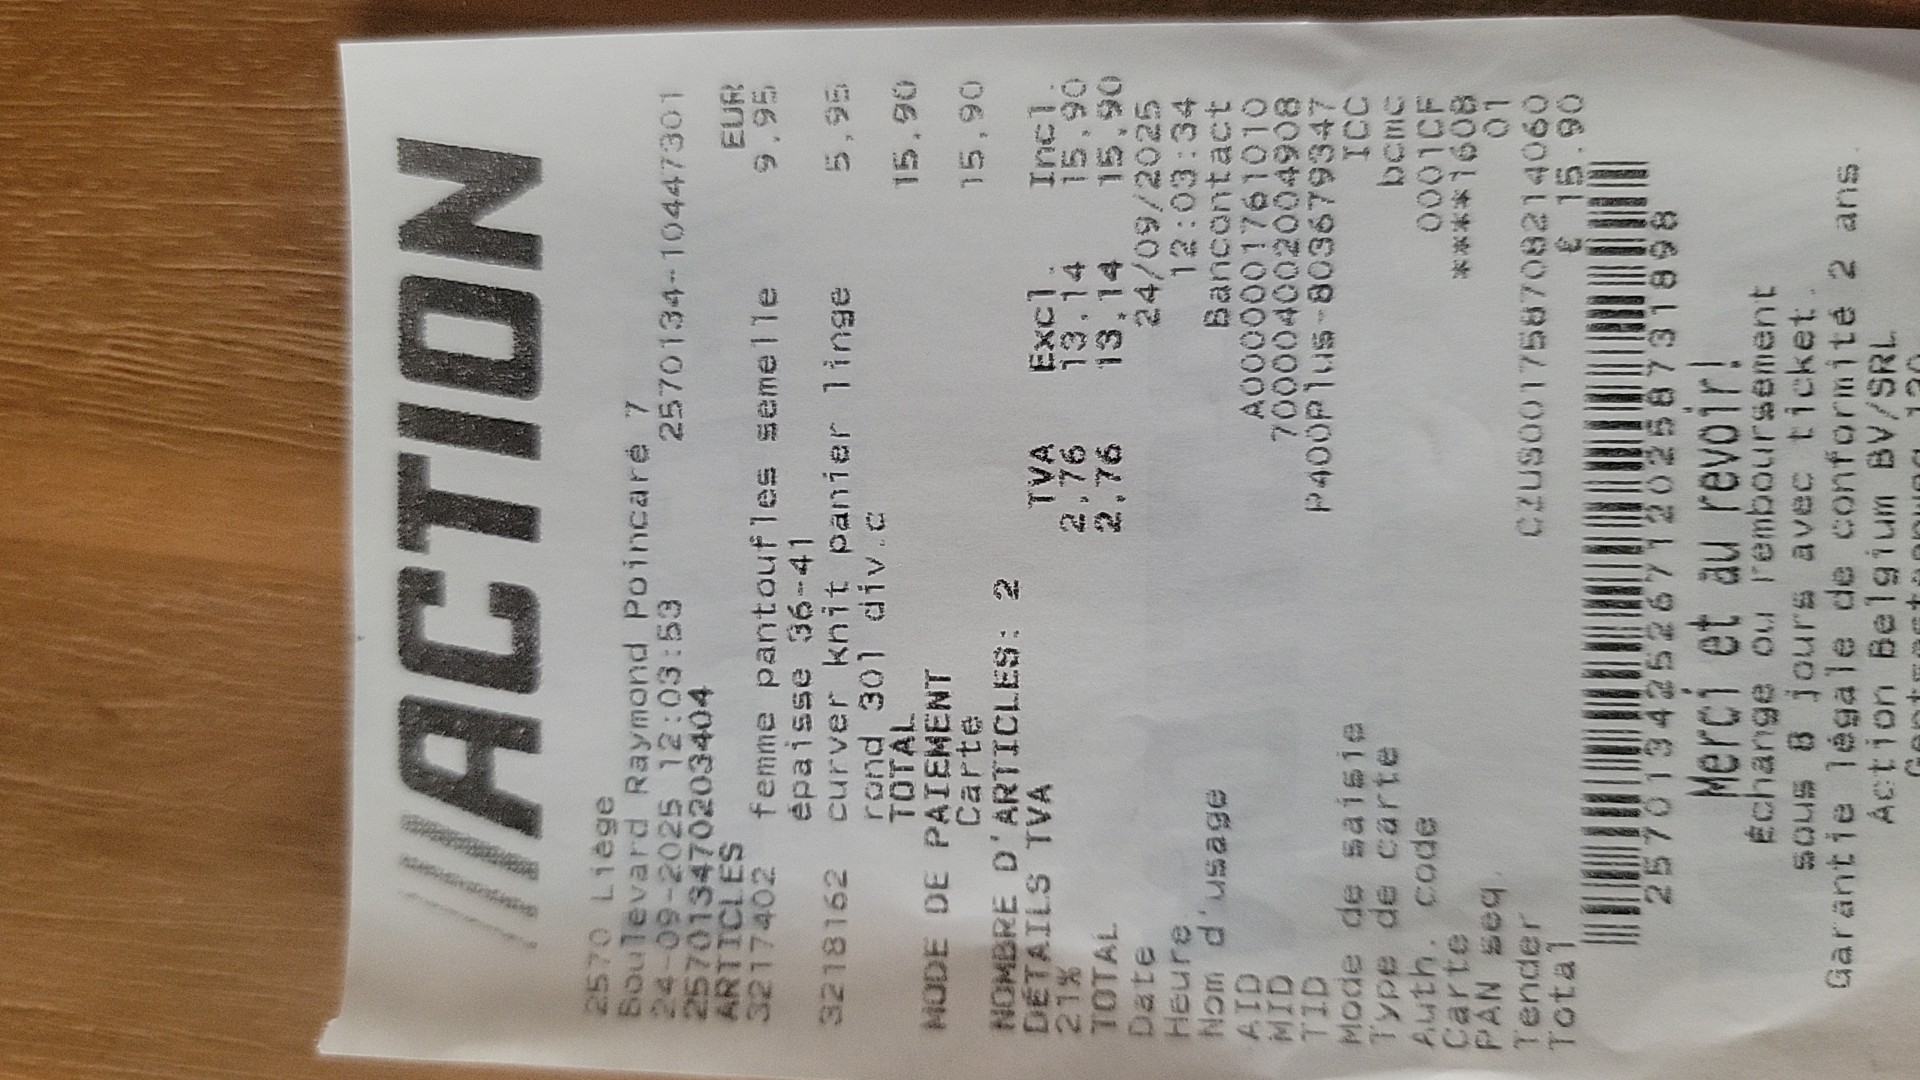 ACTION
2570 Liège
Boulevard Raymond Poincaré 7
24-09-2025 12:03:53 2570134-10447301
257013470203404
ARTICLES EUR
3217402 femme pantoufles semelle 9,95
épaisse 36-41
3218162 curver knit panier linge 5,95
rond 30l div.c
TOTAL 15,90
MODE DE PAIEMENT
Carte 15,90
NOMBRE D'ARTICLES: 2
DÉTAILS TVA TVA Excl. Incl.
21% 2.76 13.14 15.90
TOTAL 2.76 13.14 15.90
Date 24/09/2025
Heure 12:03:34
Nom d'usage Bancontact
AID A0000001761010
MID 700004002004908
TID P400Plus-803679347
Mode de saisie ICC
Type de carte bcmc
Auth. code 0001CF
Carte ****1608
PAN seq. 01
Tender CZUS001758708214060
Total € 15.90
257013425267120258731898
Merci et au revoir!
Échange ou remboursement
sous 8 jours avec ticket.
Garantie légale de conformité 2 ans.
Action Belgium BV/SRL